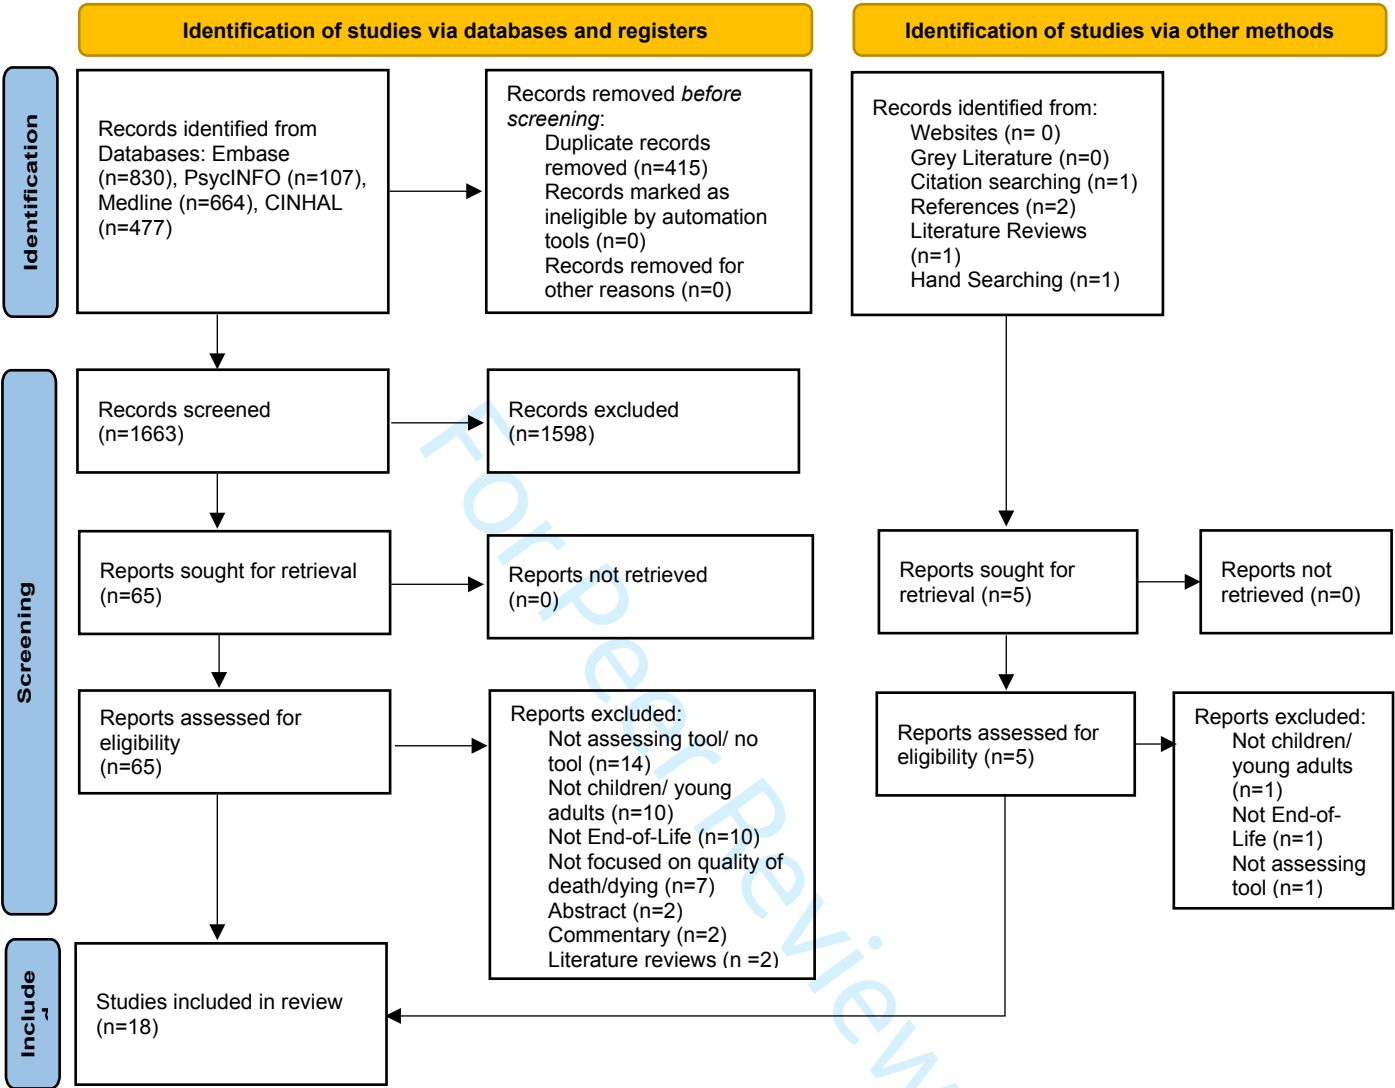 Identification of studies via databases and registers
Identification of studies via other methods
Identification
Records identified from
Databases: Embase
(n=830), PsycINFO (n=107),
Medline (n=664), CINHAL
(n=477)
Records removed before
screening:
Duplicate records
removed (n=415)
Records marked as
ineligible by automation
tools (n=0)
Records removed for
other reasons (n=0)
Records identified from:
Websites (n= 0)
Grey Literature (n=0)
Citation searching (n=1)
References (n=2)
Literature Reviews
(n=1)
Hand Searching (n=1)
Screening
Records screened
(n=1663)
Records excluded
(n=1598)
Reports sought for retrieval
(n=65)
Reports not retrieved
(n=0)
Reports sought for
retrieval (n=5)
Reports not
retrieved (n=0)
Reports assessed for
eligibility
(n=65)
Reports excluded:
Not assessing tool/ no
tool (n=14)
Not children/ young
adults (n=10)
Not End-of-Life (n=10)
Not focused on quality of
death/dying (n=7)
Abstract (n=2)
Commentary (n=2)
Literature reviews (n =2)
Reports assessed for
eligibility (n=5)
Reports excluded:
Not children/
young adults
(n=1)
Not End-of-
Life (n=1)
Not assessing
tool (n=1)
Include
Studies included in review
(n=18)
For Peer Review